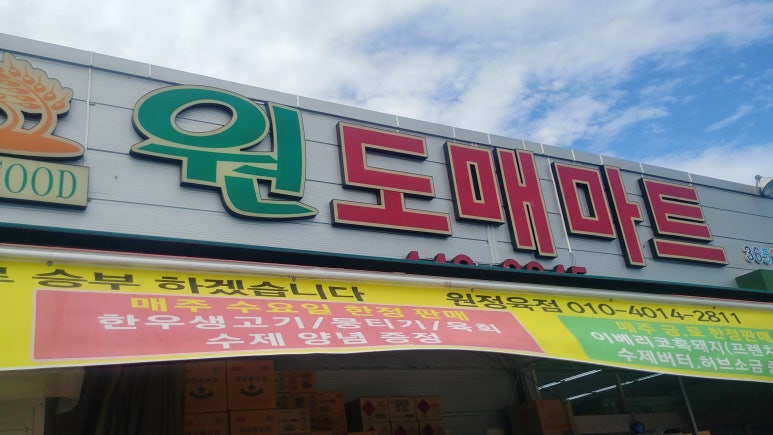 FOOD
원도매마트
365
승부 하겠습니다 원정육점 010-4014-2811
매주 수요일 한정 판매
한우생고기/뭉티기/육회
수제 양념 증정
매주 금 토 한정판매
이베리코흑돼지(프렌치
수제버터,허브소금